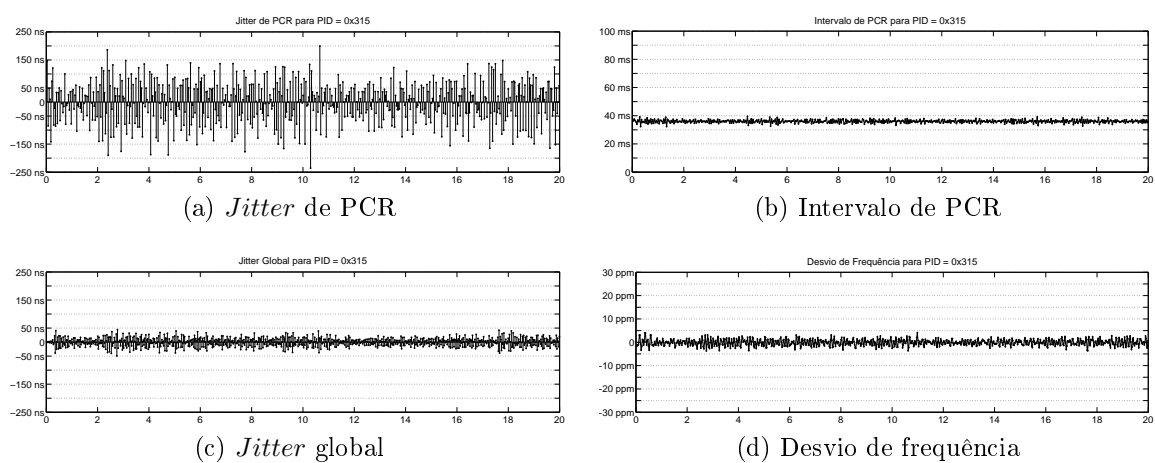 Jitter de PCR para PID = 0x315
250 ns
150 ns
50 ns
0
−50 ns
−150 ns
−250 ns
0 2 4 6 8 10 12 14 16 18 20
(a) Jitter de PCR
Intervalo de PCR para PID = 0x315
100 ms
80 ms
60 ms
40 ms
20 ms
0
0 2 4 6 8 10 12 14 16 18 20
(b) Intervalo de PCR
Jitter Global para PID = 0x315
250 ns
150 ns
50 ns
0
−50 ns
−150 ns
−250 ns
0 2 4 6 8 10 12 14 16 18 20
(c) Jitter global
Desvio de Frequência para PID = 0x315
30 ppm
20 ppm
10 ppm
0
-10 ppm
-20 ppm
-30 ppm
0 2 4 6 8 10 12 14 16 18 20
(d) Desvio de frequência